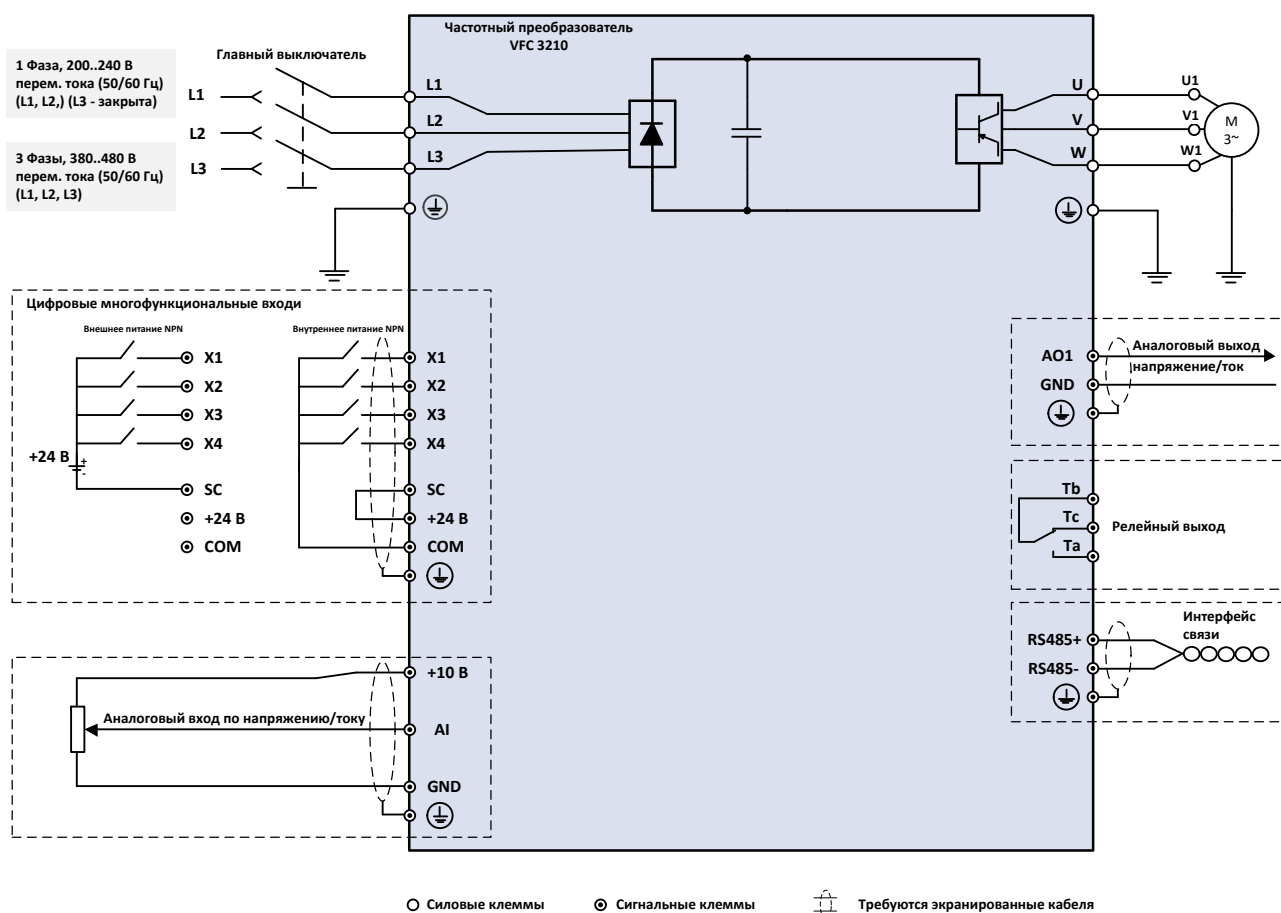 Частотный преобразователь
VFC 3210
Главный выключатель
1 Фаза, 200..240 В
перем. тока (50/60 Гц)
(L1, L2,) (L3 - закрыта)
3 Фазы, 380..480 В
перем. тока (50/60 Гц)
(L1, L2, L3)
L1
L2
L3
L1
L2
L3
U
V
W
U1
V1
W1
M
3~
Цифровые многофункциональные входи
Внешнее питание NPN
X1
X2
X3
X4
+24 В
+
-
SC
+24 В
COM
Внутреннее питание NPN
X1
X2
X3
X4
SC
+24 В
COM
+10 В
Аналоговый вход по напряжению/току
AI
GND
AO1
GND
Аналоговый выход
напряжение/ток
Tb
Tc
Ta
Релейный выход
Интерфейс
связи
RS485+
RS485-
Силовые клеммы
Сигнальные клеммы
Требуются экранированные кабеля